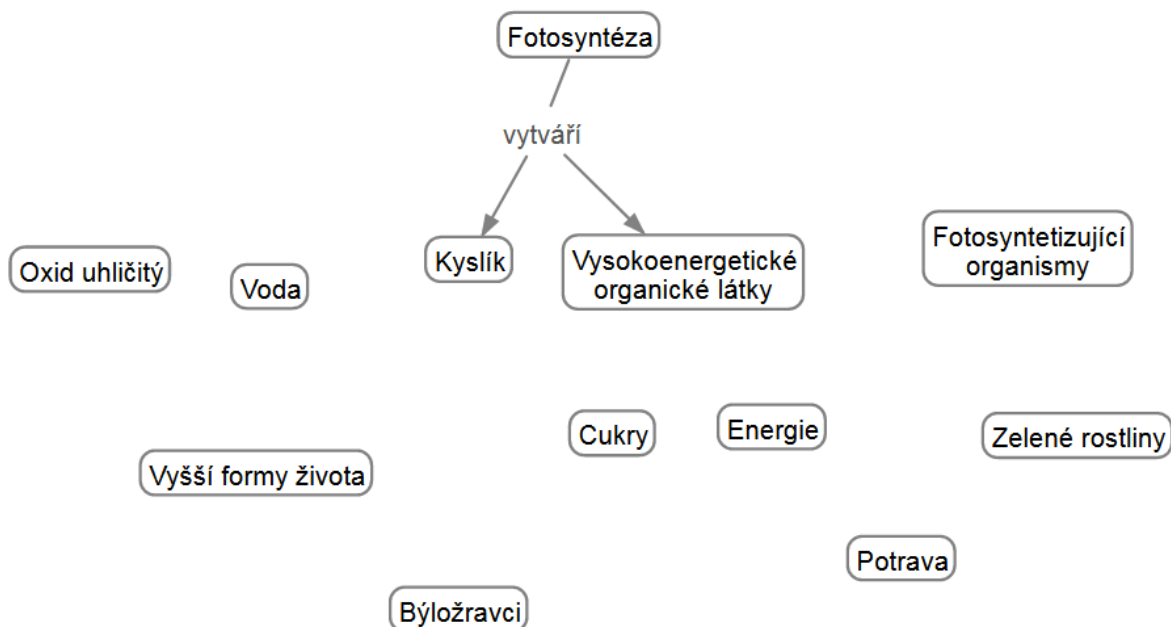 Fotosyntéza
vytváří
Oxid uhličitý
Voda
Kyslík
Vysokoenergetické
organické látky
Fotosyntetizující
organismy
Vyšší formy života
Cukry
Energie
Zelené rostliny
Býložravci
Potrava